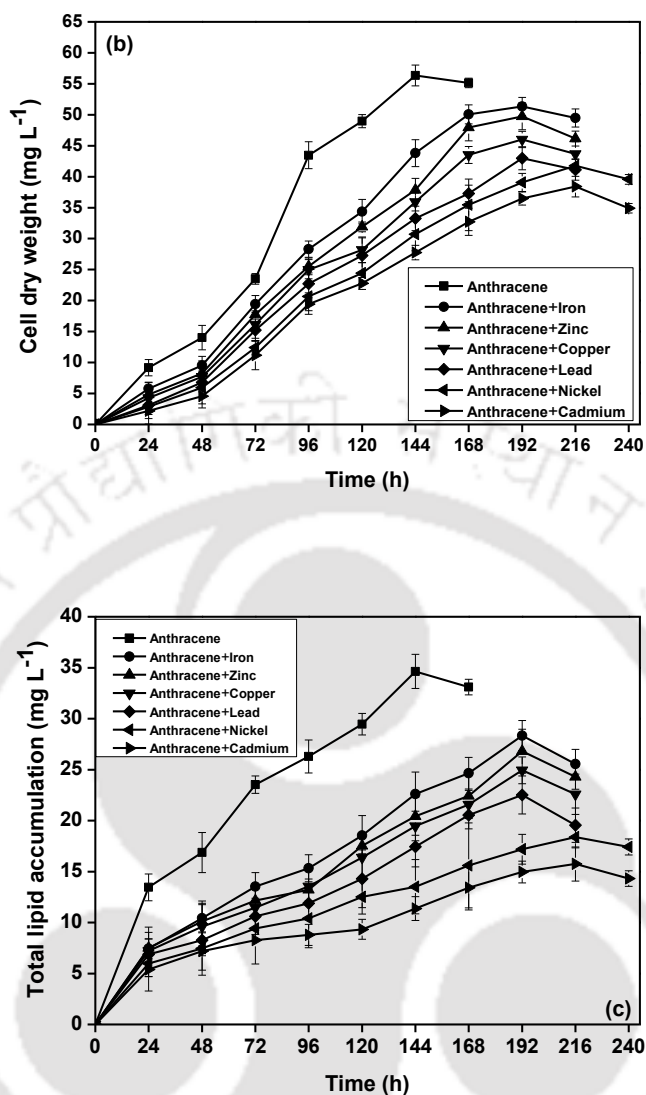 (b)
Cell dry weight (mg L-1)
65
60
55
50
45
40
35
30
25
20
15
10
5
0
Anthracene
Anthracene+Iron
Anthracene+Zinc
Anthracene+Copper
Anthracene+Lead
Anthracene+Nickel
Anthracene+Cadmium
0 24 48 72 96 120 144 168 192 216 240
Time (h)
Total lipid accumulation (mg L-1)
40
35
30
25
20
15
10
5
0
Anthracene
Anthracene+Iron
Anthracene+Zinc
Anthracene+Copper
Anthracene+Lead
Anthracene+Nickel
Anthracene+Cadmium
(c)
0 24 48 72 96 120 144 168 192 216 240
Time (h)